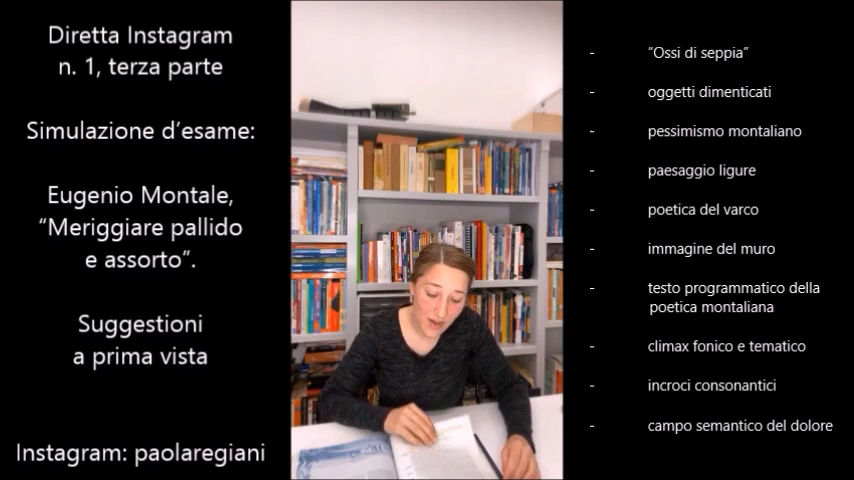 Diretta Instagram
n. 1, terza parte
Simulazione d'esame:
Eugenio Montale,
"Meriggiare pallido
e assorto".
Suggestioni
a prima vista
Instagram: paolaregiani
- "Ossi di seppia"
- oggetti dimenticati
- pessimismo montaliano
- paesaggio ligure
- poetica del varco
- immagine del muro
- testo programmatico della
poetica montaliana
- climax fonico e tematico
- incroci consonantici
- campo semantico del dolore